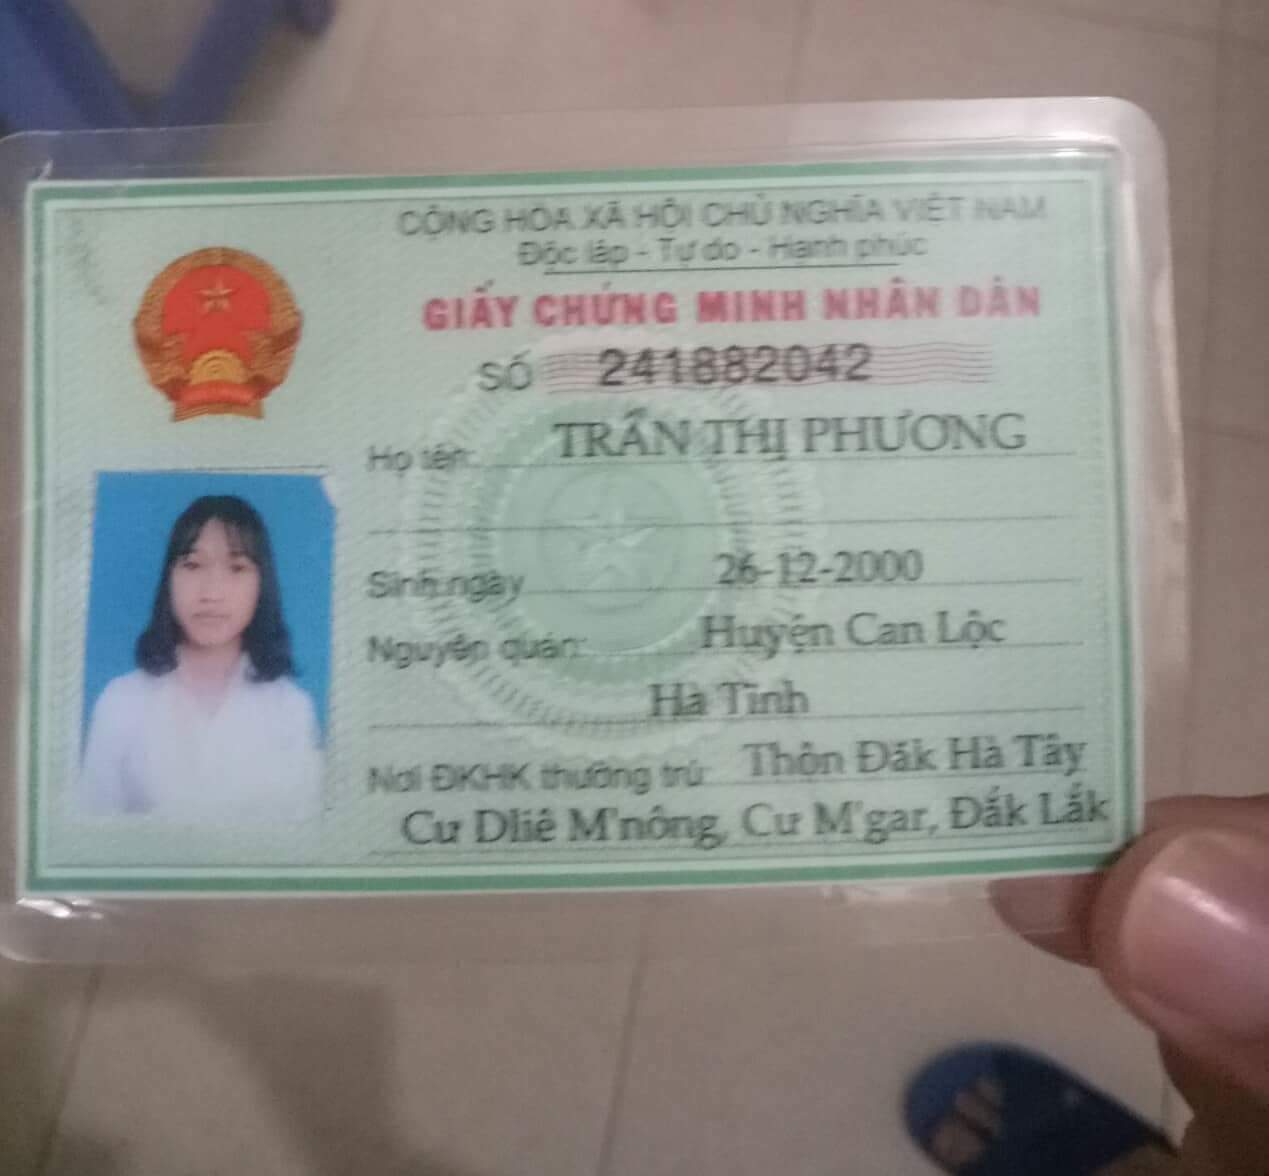 CỘNG HÒA XÃ HỘI CHỦ NGHĨA VIỆT NAM
Độc lập - Tự do - Hạnh phúc
GIẤY CHỨNG MINH NHÂN DÂN
SỐ 241882042
Họ tên: TRẦN THỊ PHƯƠNG
Sinh ngày 26-12-2000
Nguyên quán: Huyện Can Lộc
Hà Tĩnh
Nơi ĐKHK thường trú: Thôn Đăk Hà Tây
Cư Dliê M'nông, Cư M'gar, Đắk Lắk